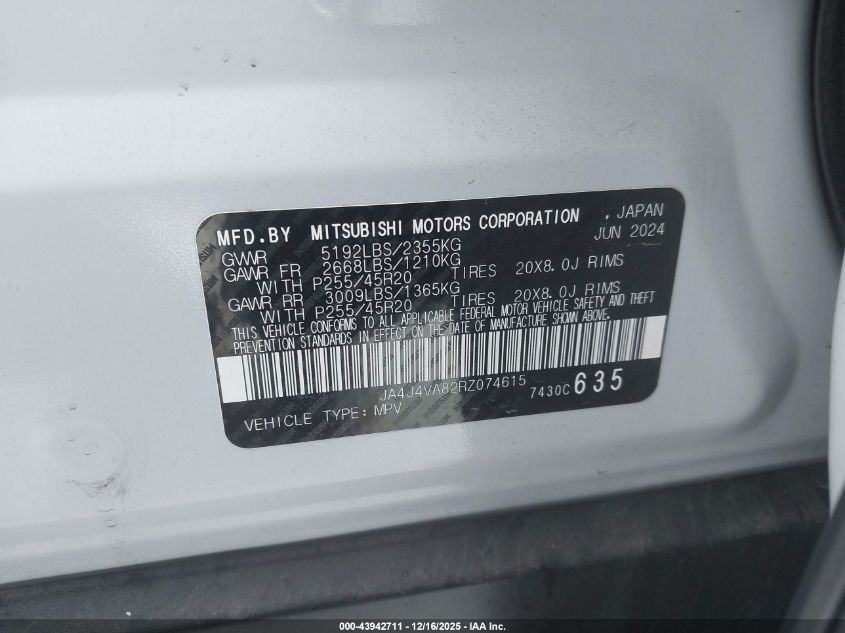 MFD.BY MITSUBISHI MOTORS CORPORATION , JAPAN
GVWR 5192LBS/2355KG JUN 2024
GAWR FR 2668LBS/1210KG
WITH P255/45R20 TIRES 20X8.0J RIMS
GAWR RR 3009LBS/1365KG
WITH P255/45R20 TIRES 20X8.0J RIMS
THIS VEHICLE CONFORMS TO ALL APPLICABLE FEDERAL MOTOR VEHICLE SAFETY AND THEFT
PREVENTION STANDARDS IN EFFECT ON THE DATE OF MANUFACTURE SHOWN ABOVE.
JA4J4VA82RZ074615
7430C 635
VEHICLE TYPE: MPV
000-43942711 - 12/16/2025 - IAA Inc.